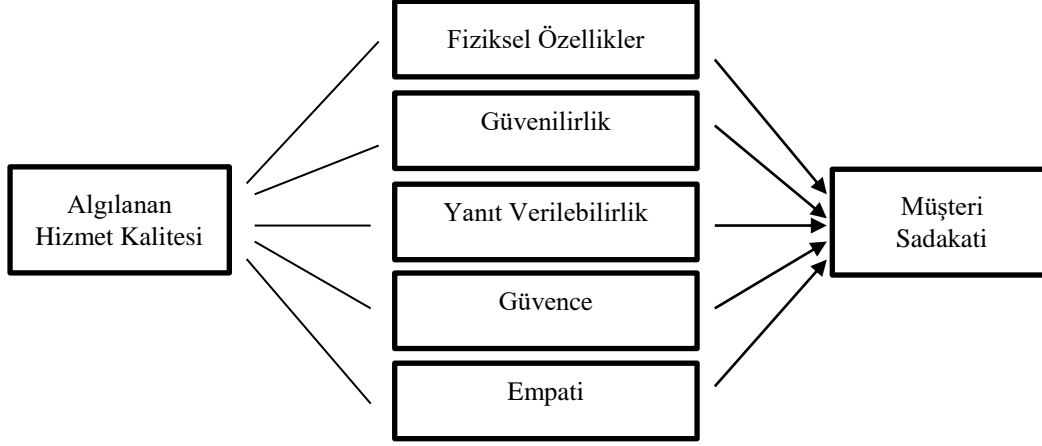 Algılanan
Hizmet Kalitesi
Fiziksel Özellikler
Güvenilirlik
Yanıt Verilebilirlik
Güvence
Empati
Müşteri
Sadakati